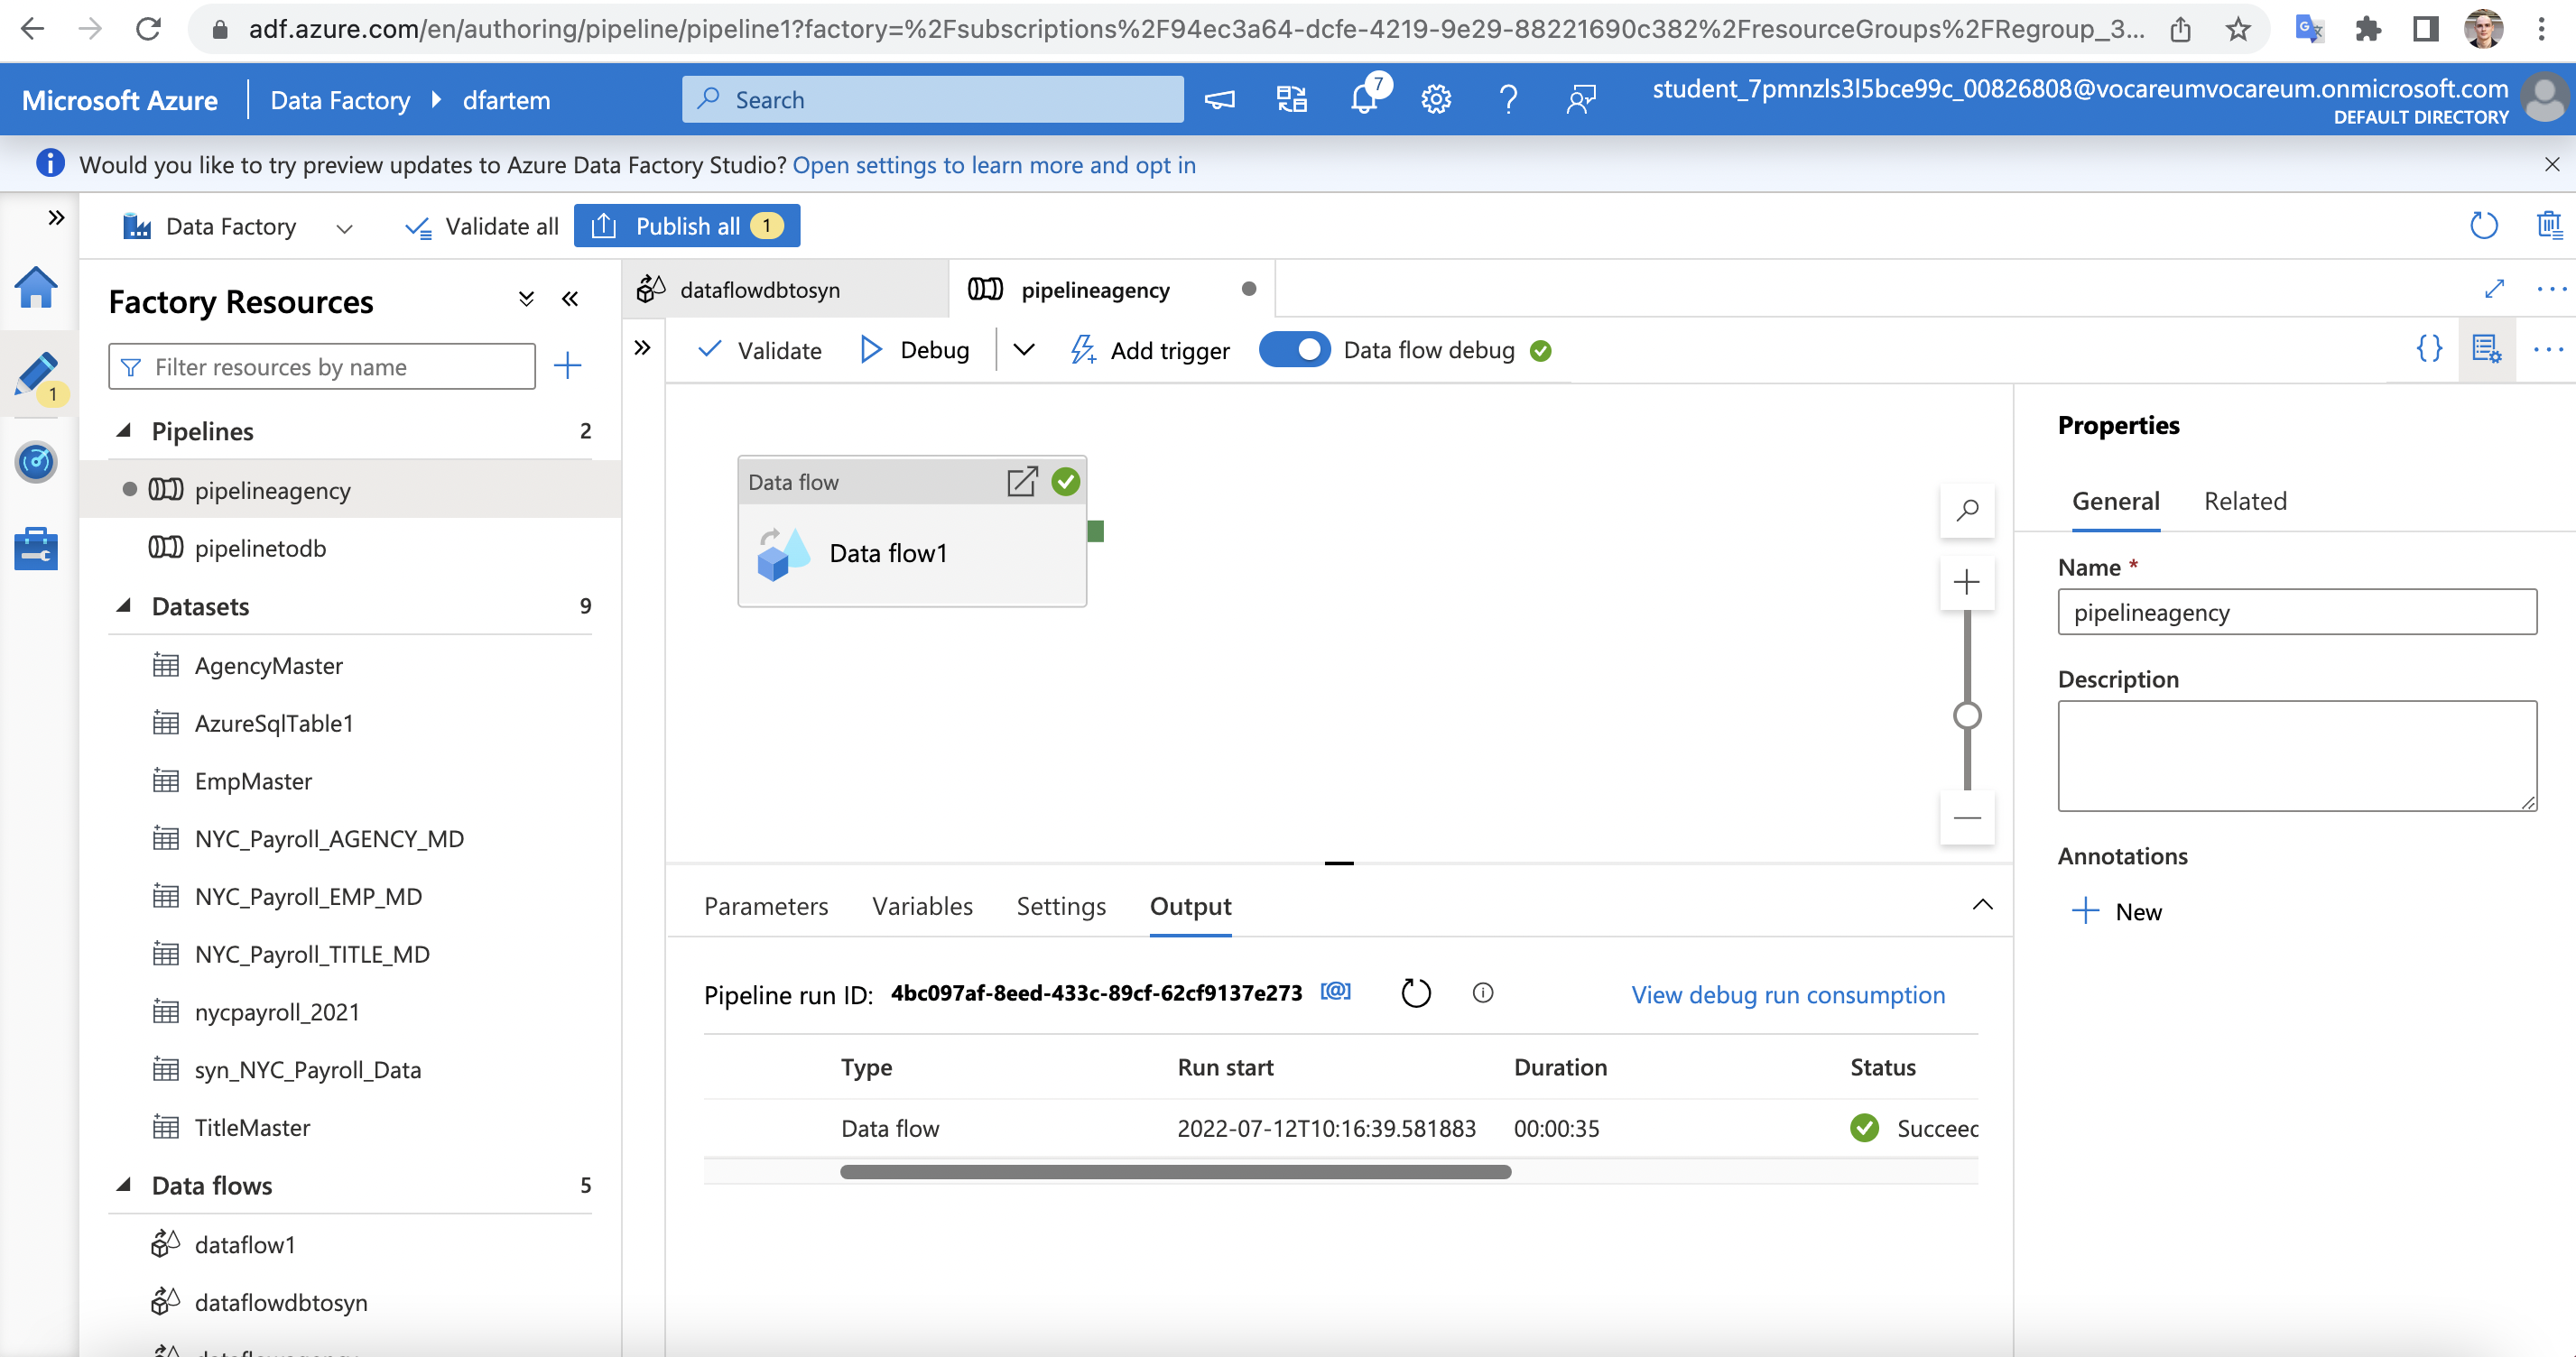 adf.azure.com/en/authoring/pipeline/pipeline1?factory=%2Fsubscriptions%2F94ec3a64-dcfe-4219-9e29-88221690c382%2FresourceGroups%2FRegroup_3...
Microsoft Azure
Data Factory
dfartem
Search
7
student_7pmnzls3l5bce99c_00826808@vocareumvocareum.onmicrosoft.com
DEFAULT DIRECTORY
Would you like to try preview updates to Azure Data Factory Studio? Open settings to learn more and opt in
Data Factory
Validate all
Publish all 1
Factory Resources
Filter resources by name
1
Pipelines 2
pipelineagency
pipelinetodb
Datasets 9
AgencyMaster
AzureSqlTable1
EmpMaster
NYC_Payroll_AGENCY_MD
NYC_Payroll_EMP_MD
NYC_Payroll_TITLE_MD
nycpayroll_2021
syn_NYC_Payroll_Data
TitleMaster
Data flows 5
dataflow1
dataflowdbtosyn
dataflowdbtosyn
pipelineagency
Validate
Debug
Add trigger
Data flow debug
Data flow
Data flow1
Parameters
Variables
Settings
Output
Pipeline run ID: 4bc097af-8eed-433c-89cf-62cf9137e273
View debug run consumption
Type Run start Duration Status
Data flow 2022-07-12T10:16:39.581883 00:00:35 Succeed
Properties
General
Related
Name *
pipelineagency
Description
Annotations
New